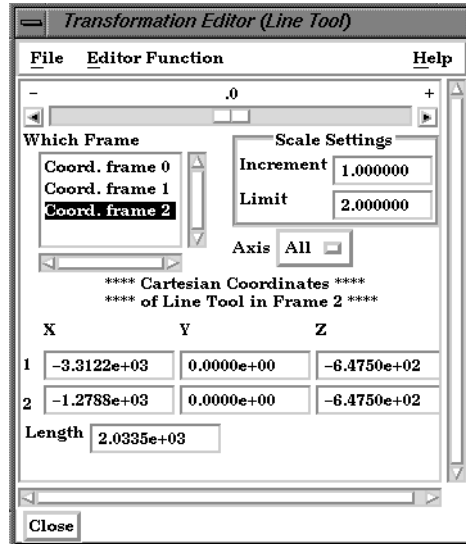 Transformation Editor (Line Tool)
File Editor Function Help
- .0 +
Which Frame
Coord. frame 0
Coord. frame 1
Coord. frame 2
Scale Settings
Increment 1.000000
Limit 2.000000
Axis All
**** Cartesian Coordinates ****
**** of Line Tool in Frame 2 ****
X Y Z
1 -3.3122e+03 0.0000e+00 -6.4750e+02
2 -1.2788e+03 0.0000e+00 -6.4750e+02
Length 2.0335e+03
Close